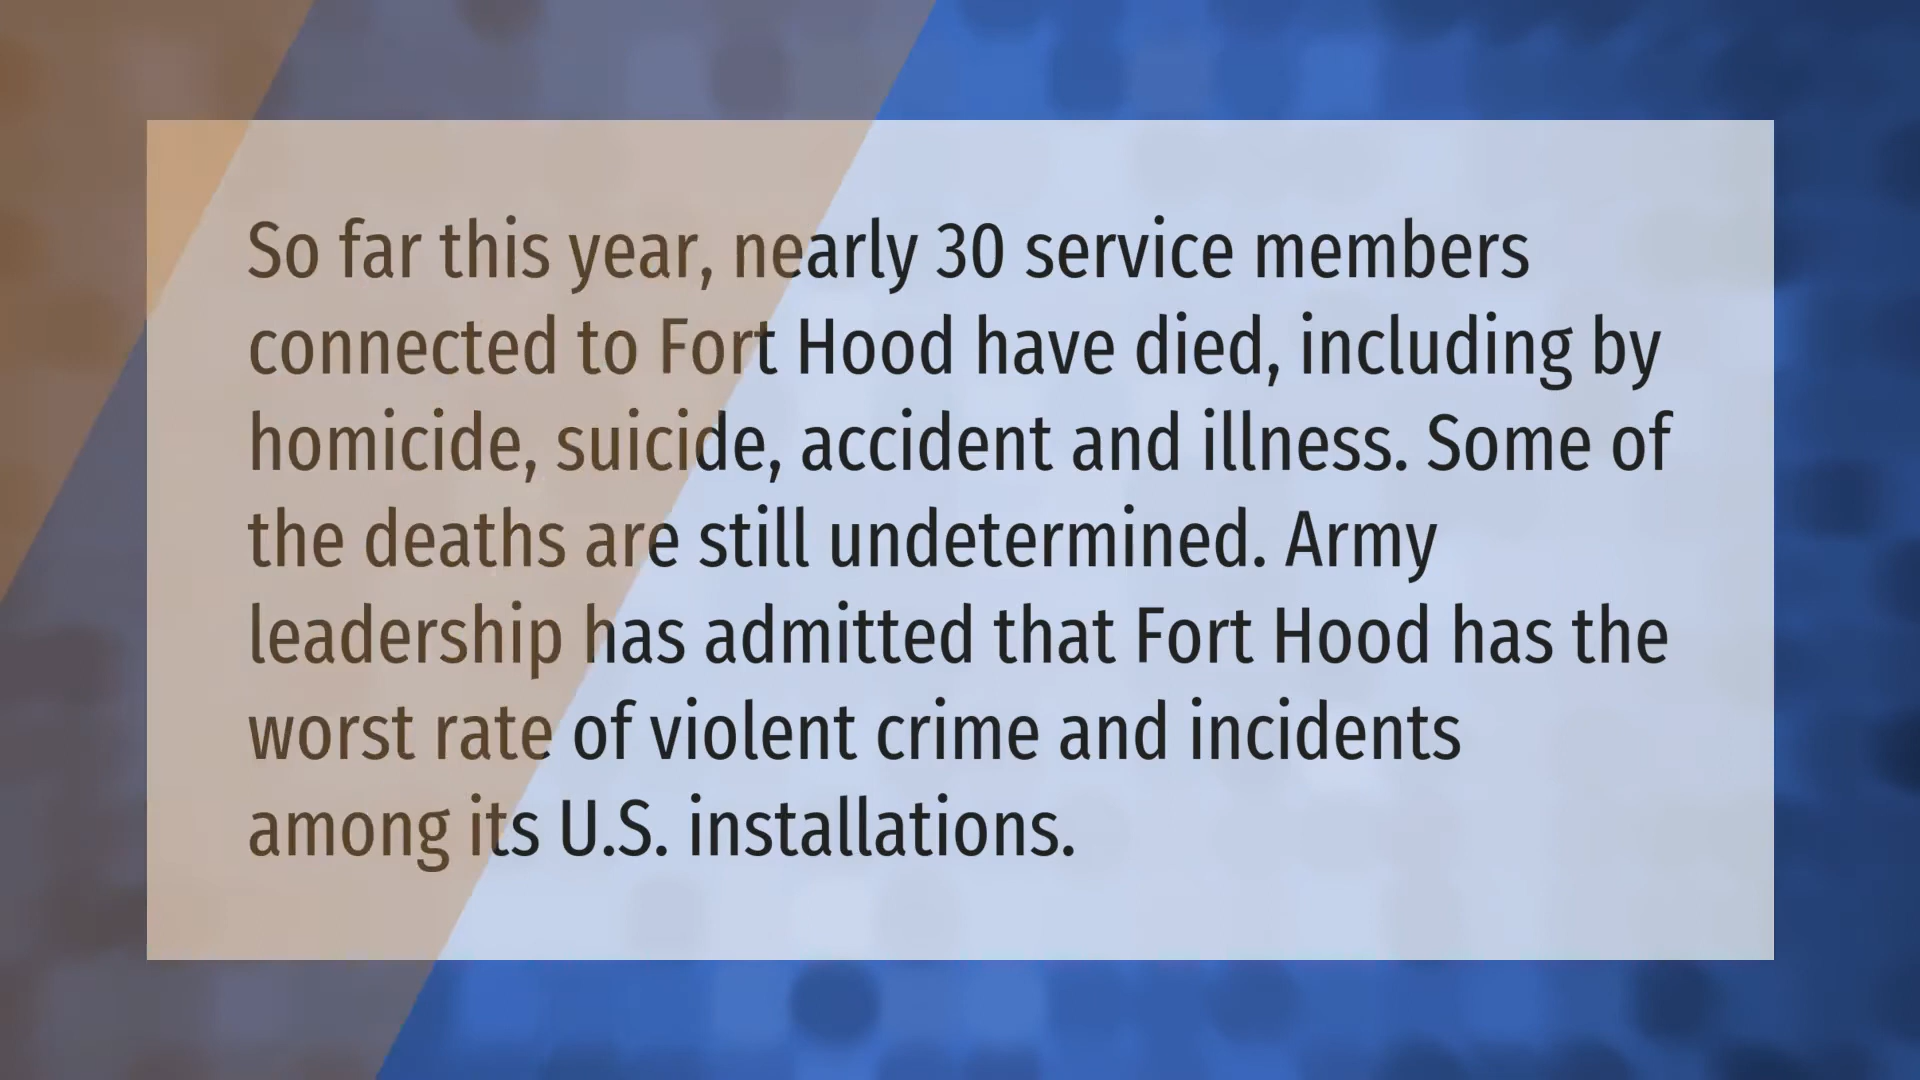 So far this year, nearly 30 service members
connected to Fort Hood have died, including by
homicide, suicide, accident and illness. Some of
the deaths are still undetermined. Army
leadership has admitted that Fort Hood has the
worst rate of violent crime and incidents
among its U.S. installations.